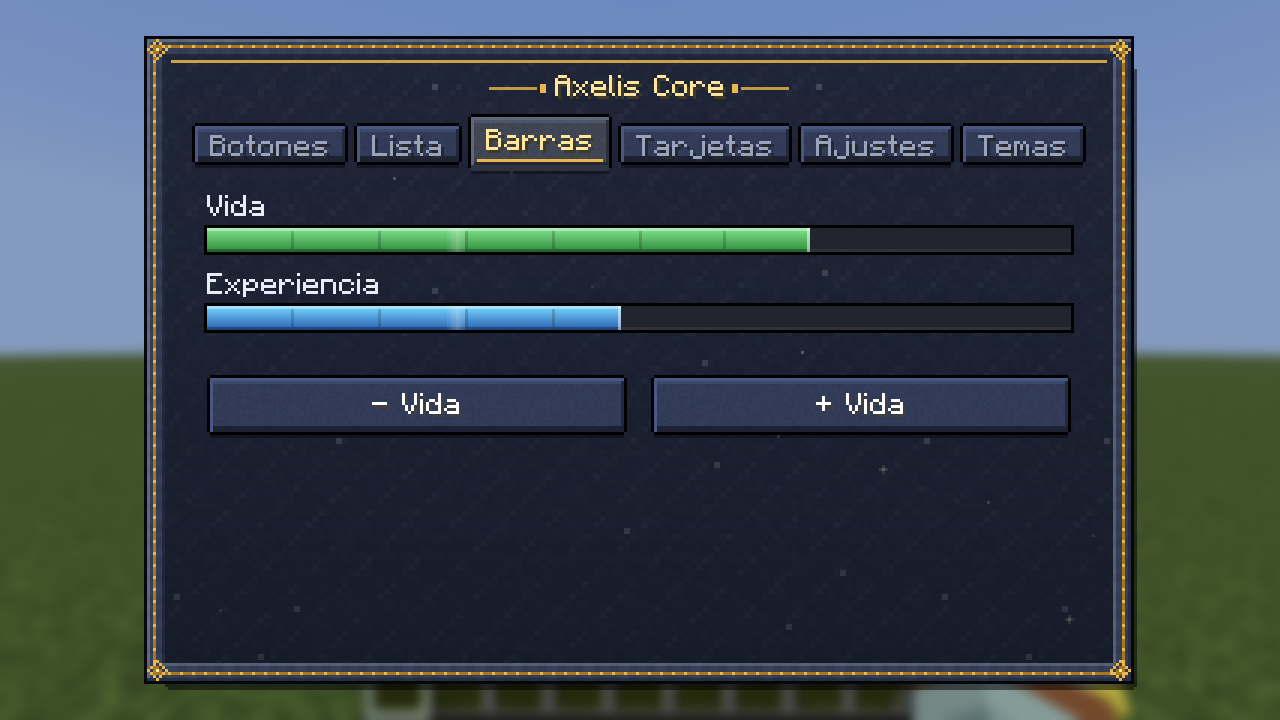 Axelis Core
Botones Lista Barras Tarjetas Ajustes Temas
Vida
Experiencia
- Vida + Vida